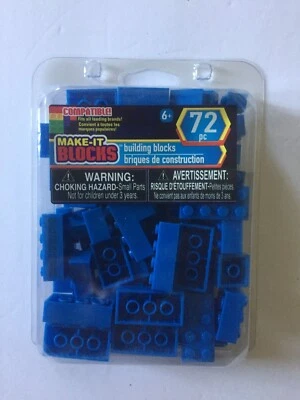 COMPATIBLE!
Fits all leading brands!
Convient à toutes les
marques populaires!
6+
72
pc
MAKE-IT
BLOCKS
building blocks
briques de construction
WARNING:
CHOKING HAZARD-Small Parts
Not for children under 3 years.
AVERTISSEMENT:
RISQUE D'ÉTOUFFEMENT-Petites pièces.
Ne convient pas aux enfants de moins de 3 ans.